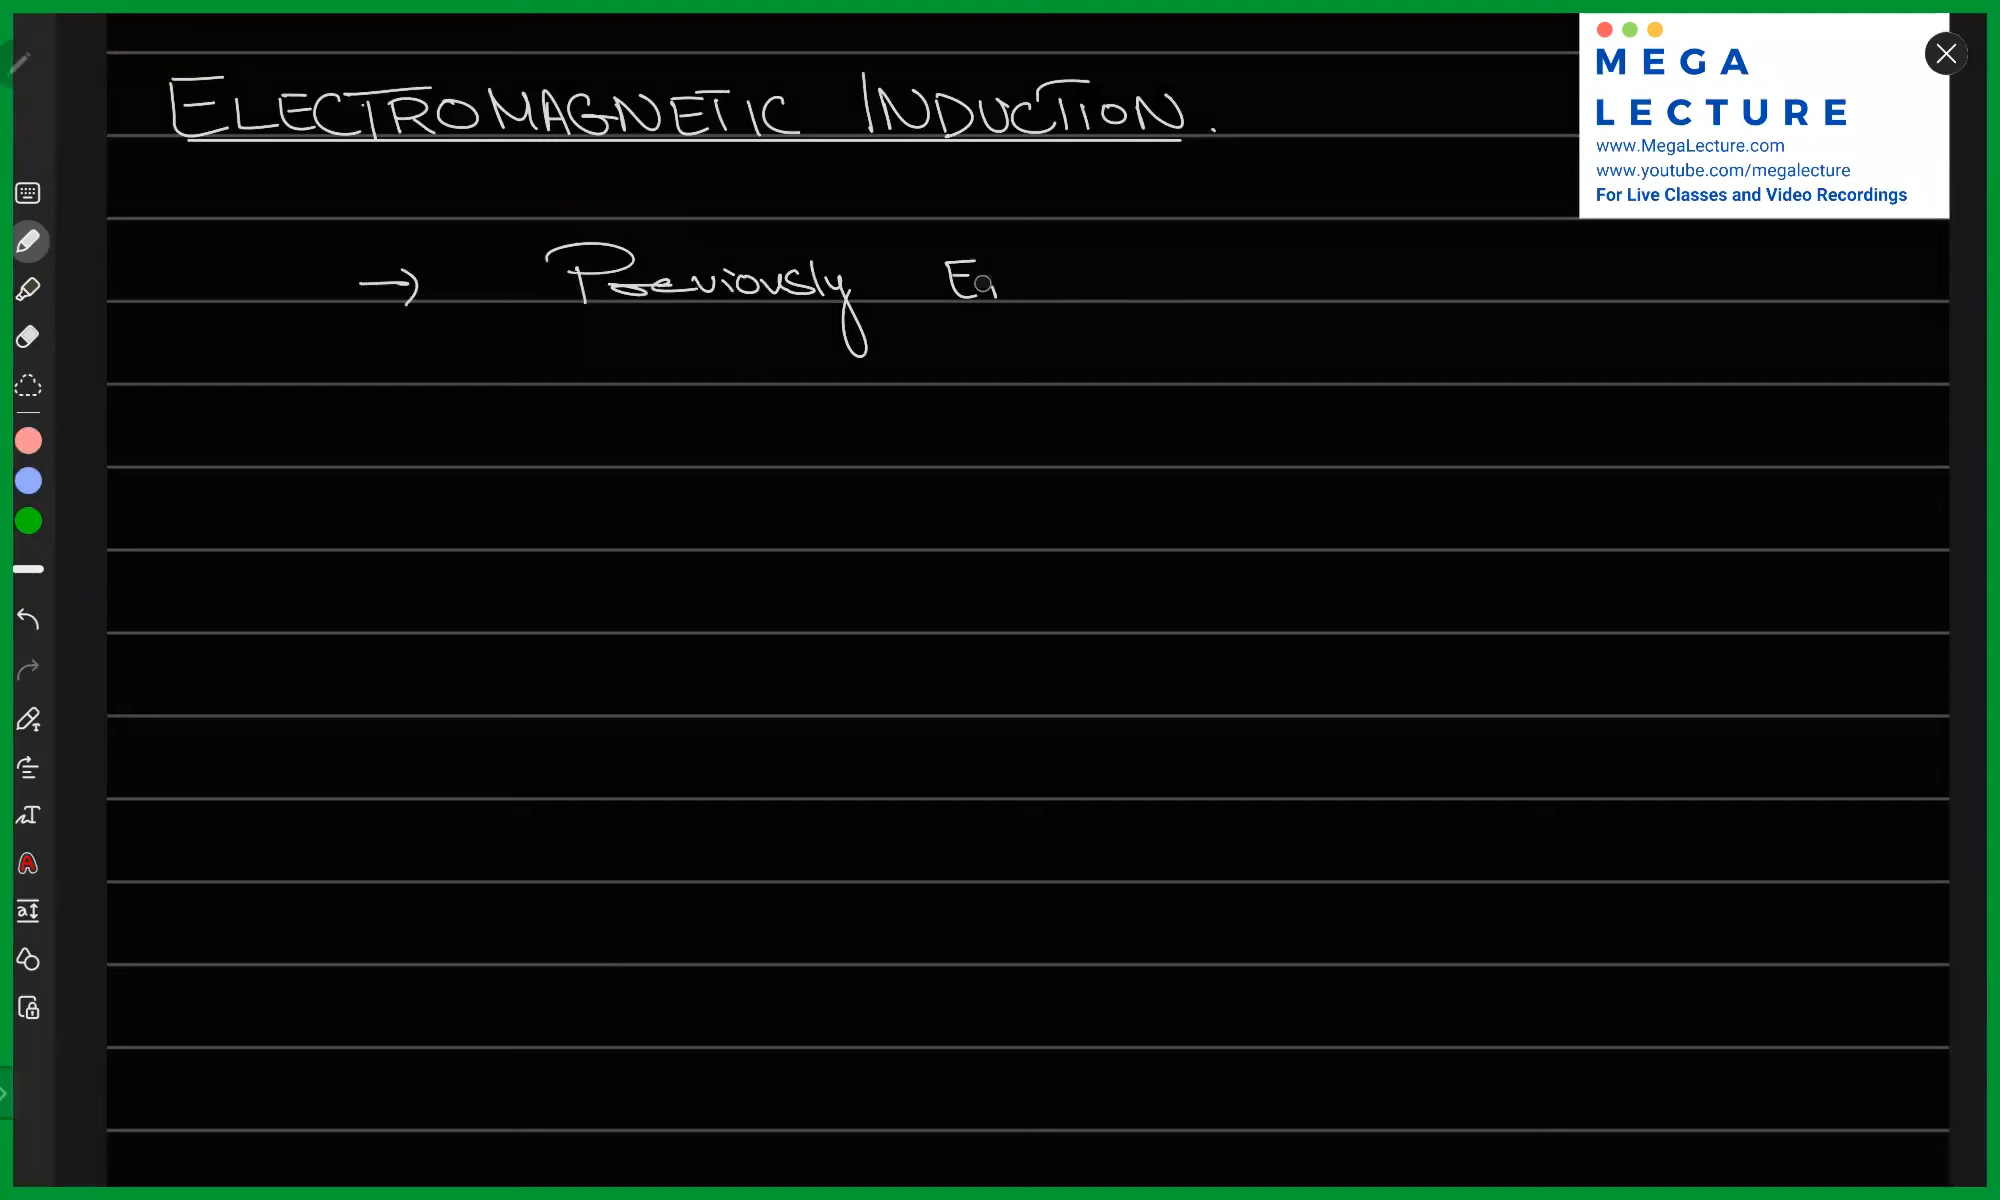 ELECTROMAGNETIC INDUCTION.
→ Previously
MEGA
LECTURE
www.MegaLecture.com
www.youtube.com/megalecture
For Live Classes and Video Recordings